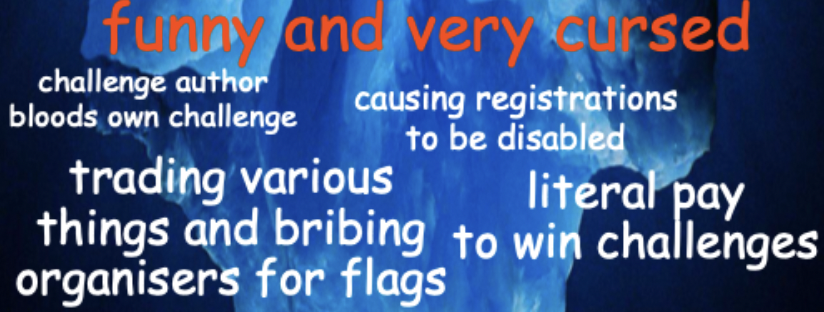 funny and very cursed
challenge author
bloods own challenge
causing registrations
to be disabled
trading various
things and bribing
organisers for flags
literal pay
to win challenges